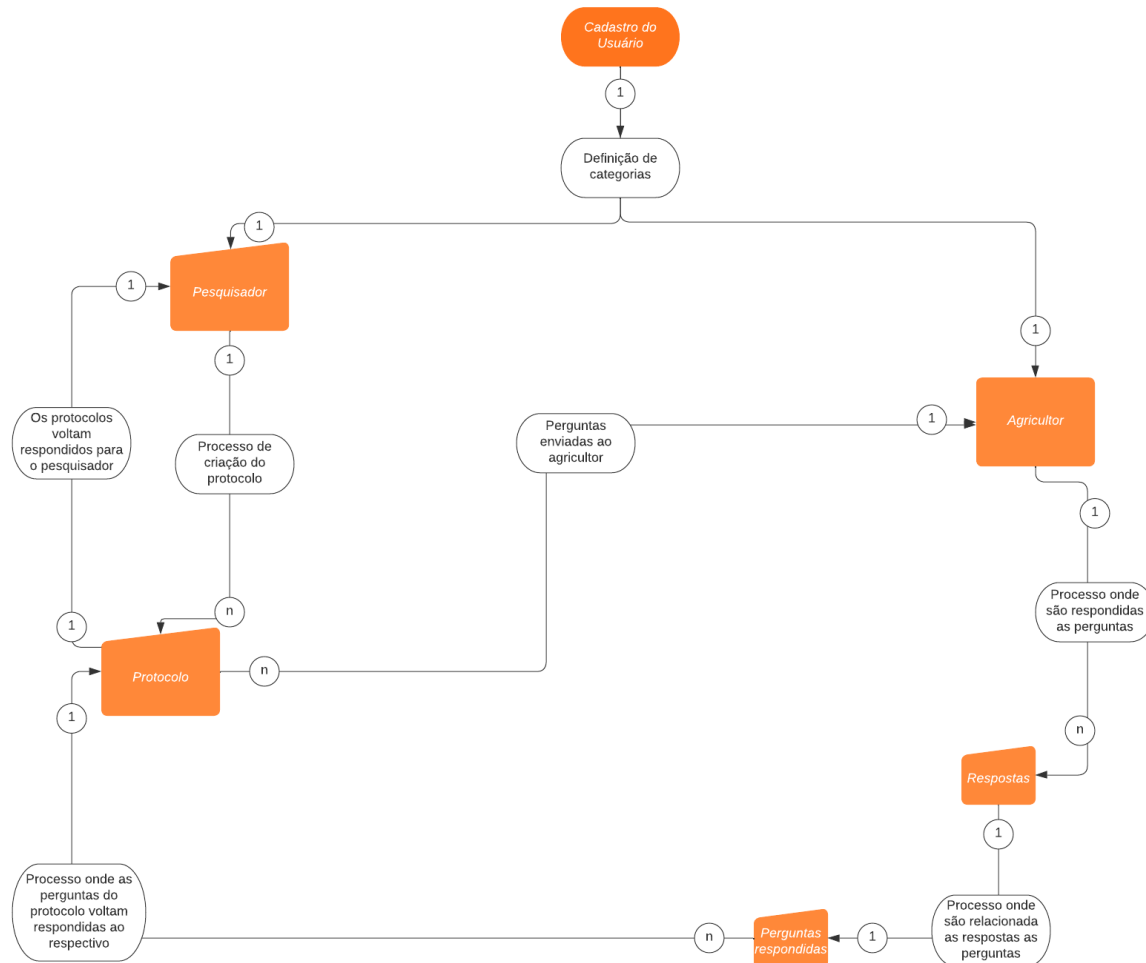 Cadastro do
Usuário
1
Definição de
categorias
1
1
Pesquisador
1
1
Agricultor
1
Os protocolos
voltam
respondidos para
o pesquisador
Processo de
criação do
protocolo
Perguntas
enviadas ao
agricultor
1
1
Processo onde
são respondidas
as perguntas
n
1
Protocolo
n
1
n
Respostas
1
Processo onde as
perguntas do
protocolo voltam
respondidas ao
respectivo
n
Perguntas
respondidas
1
Processo onde
são relacionada
as respostas as
perguntas